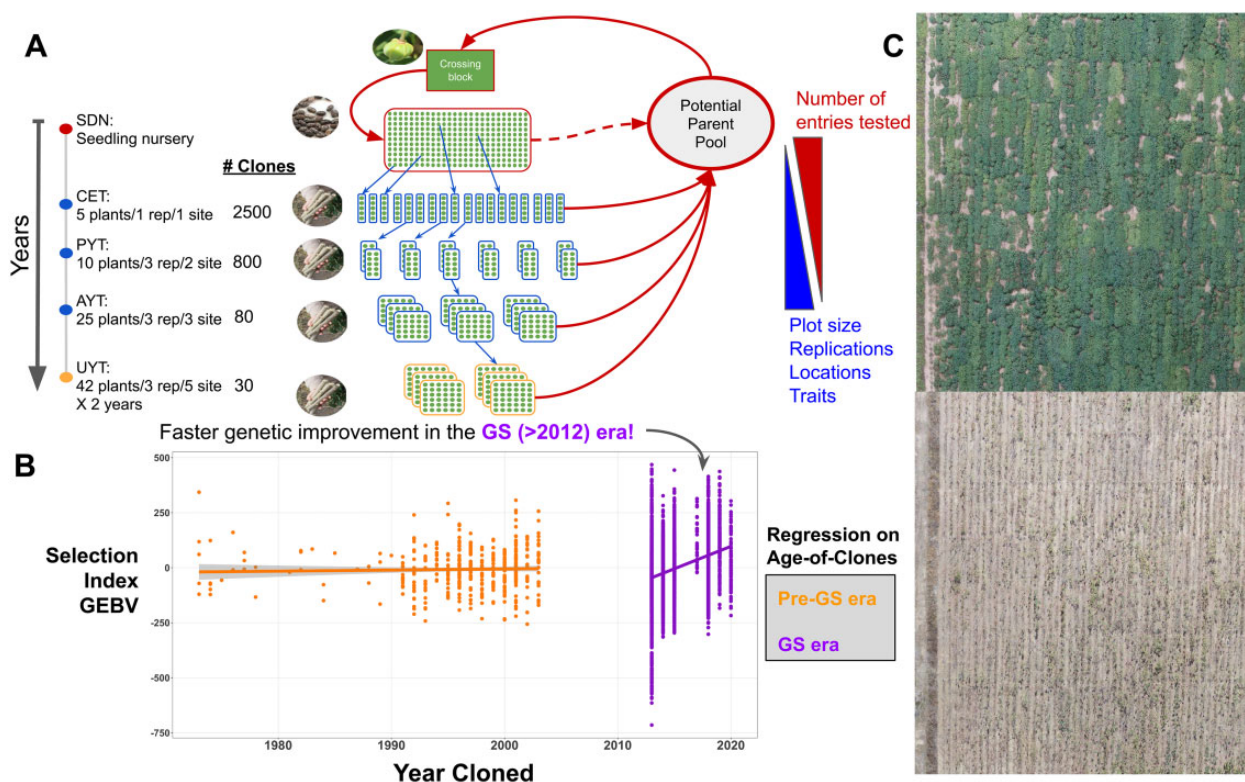 A
SDN:
Seedling nursery
# Clones
CET:
5 plants/1 rep/1 site
2500
PYT:
10 plants/3 rep/2 site
800
AYT:
25 plants/3 rep/3 site
80
UYT:
42 plants/3 rep/5 site
30
X 2 years
Years
Crossing
block
Potential
Parent
Pool
Number of
entries tested
Plot size
Replications
Locations
Traits
C
Faster genetic improvement in the GS (>2012) era!
B
Selection
Index
GEBV
500
250
0
-250
-500
-750
1980
1990
2000
2010
2020
Year Cloned
Regression on
Age-of-Clones
Pre-GS era
GS era